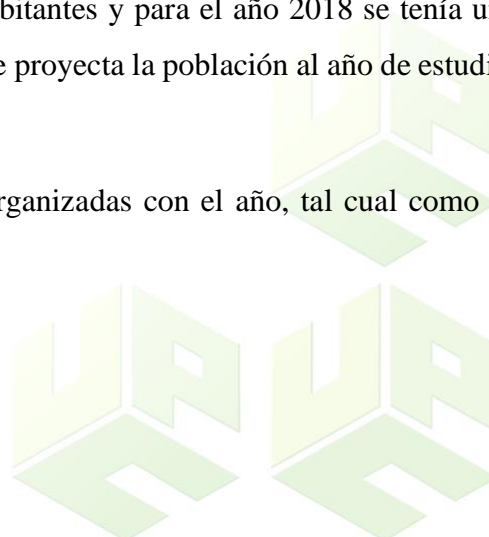 bitantes y para el año 2018 se tenía u
e proyecta la población al año de estudi
rganizadas con el año, tal cual como